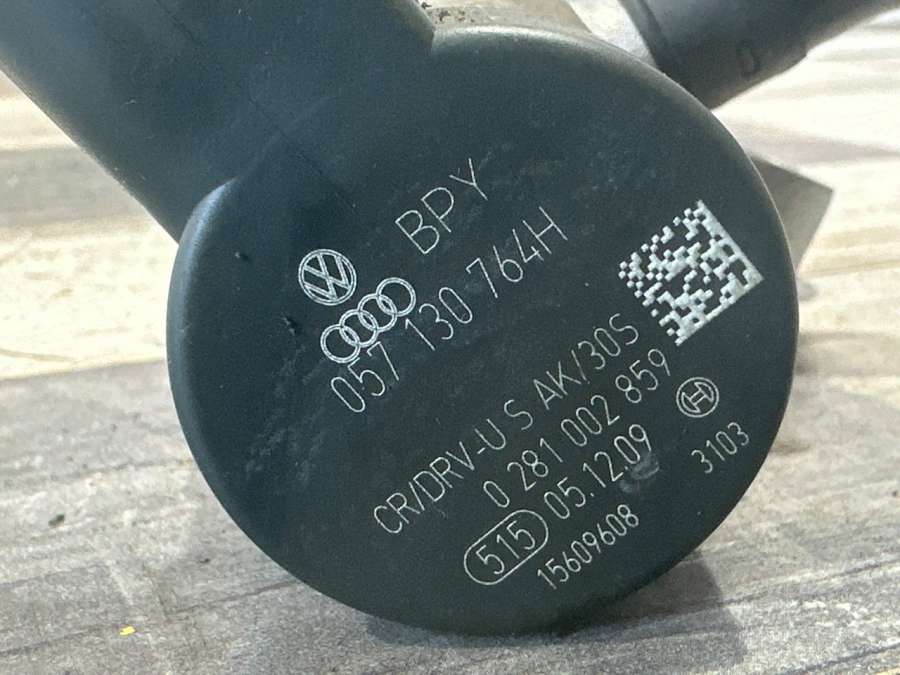 BPY
057 130 764H
CR/DRV-U S AK/30S
0 281 002 859
515 05.12.09
15609608
3103